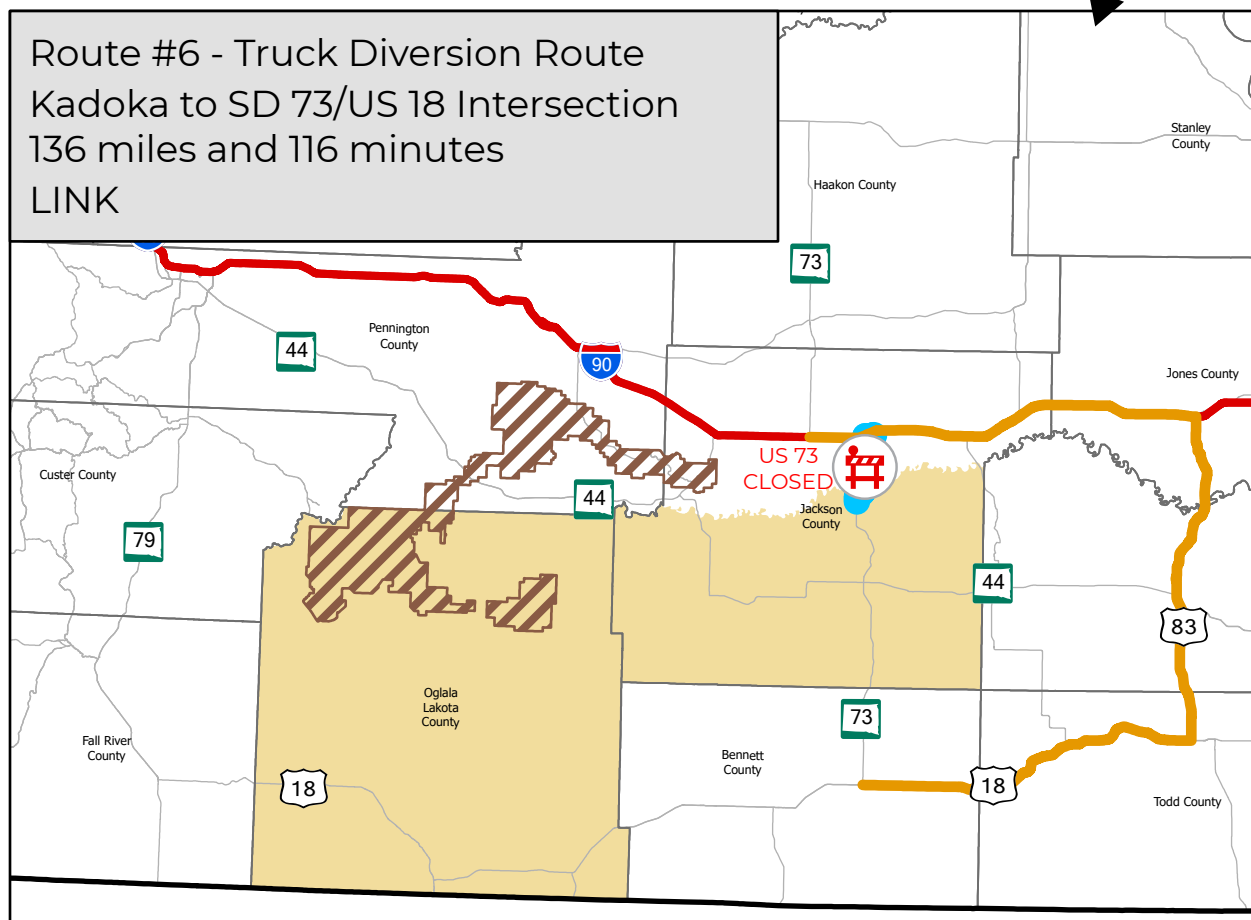 Route #6 - Truck Diversion Route
Kadoka to SD 73/US 18 Intersection
136 miles and 116 minutes
LINK
Stanley
County
Haakon County
73
44
Pennington
County
90
Jones County
US 73
CLOSED
Custer County
44
Jackson
County
79
44
83
Oglala
Lakota
County
73
Fall River
County
Bennett
County
18
18
Todd County